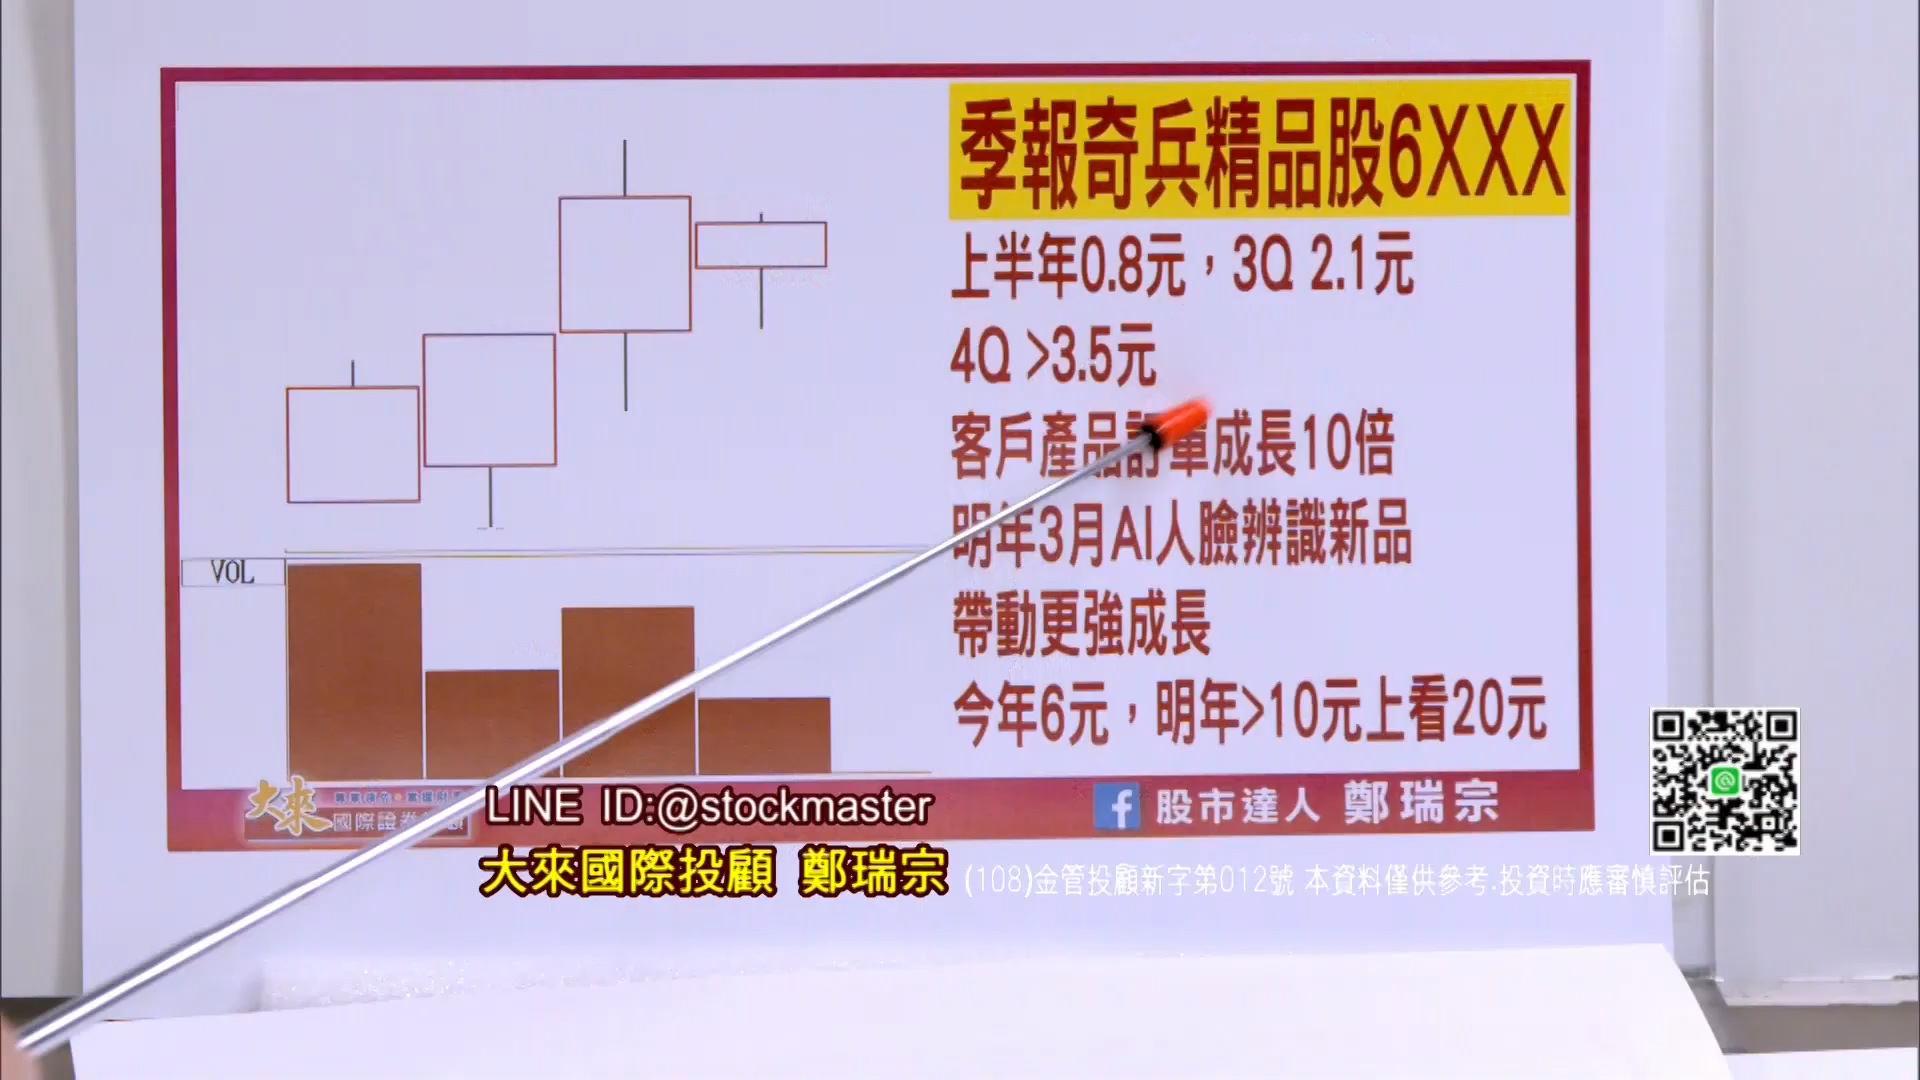 季報奇兵精品股6XXX
上半年0.8元，3Q 2.1元
4Q >3.5元
客戶產品訂單成長10倍
明年3月AI人臉辨識新品
帶動更強成長
今年6元，明年>10元上看20元
VOL
大來
國際證券
LINE ID:@stockmaster
股市達人 鄭瑞宗
大來國際投顧 鄭瑞宗
(108)金管投顧新字第012號 本資料僅供參考.投資時應審慎評估